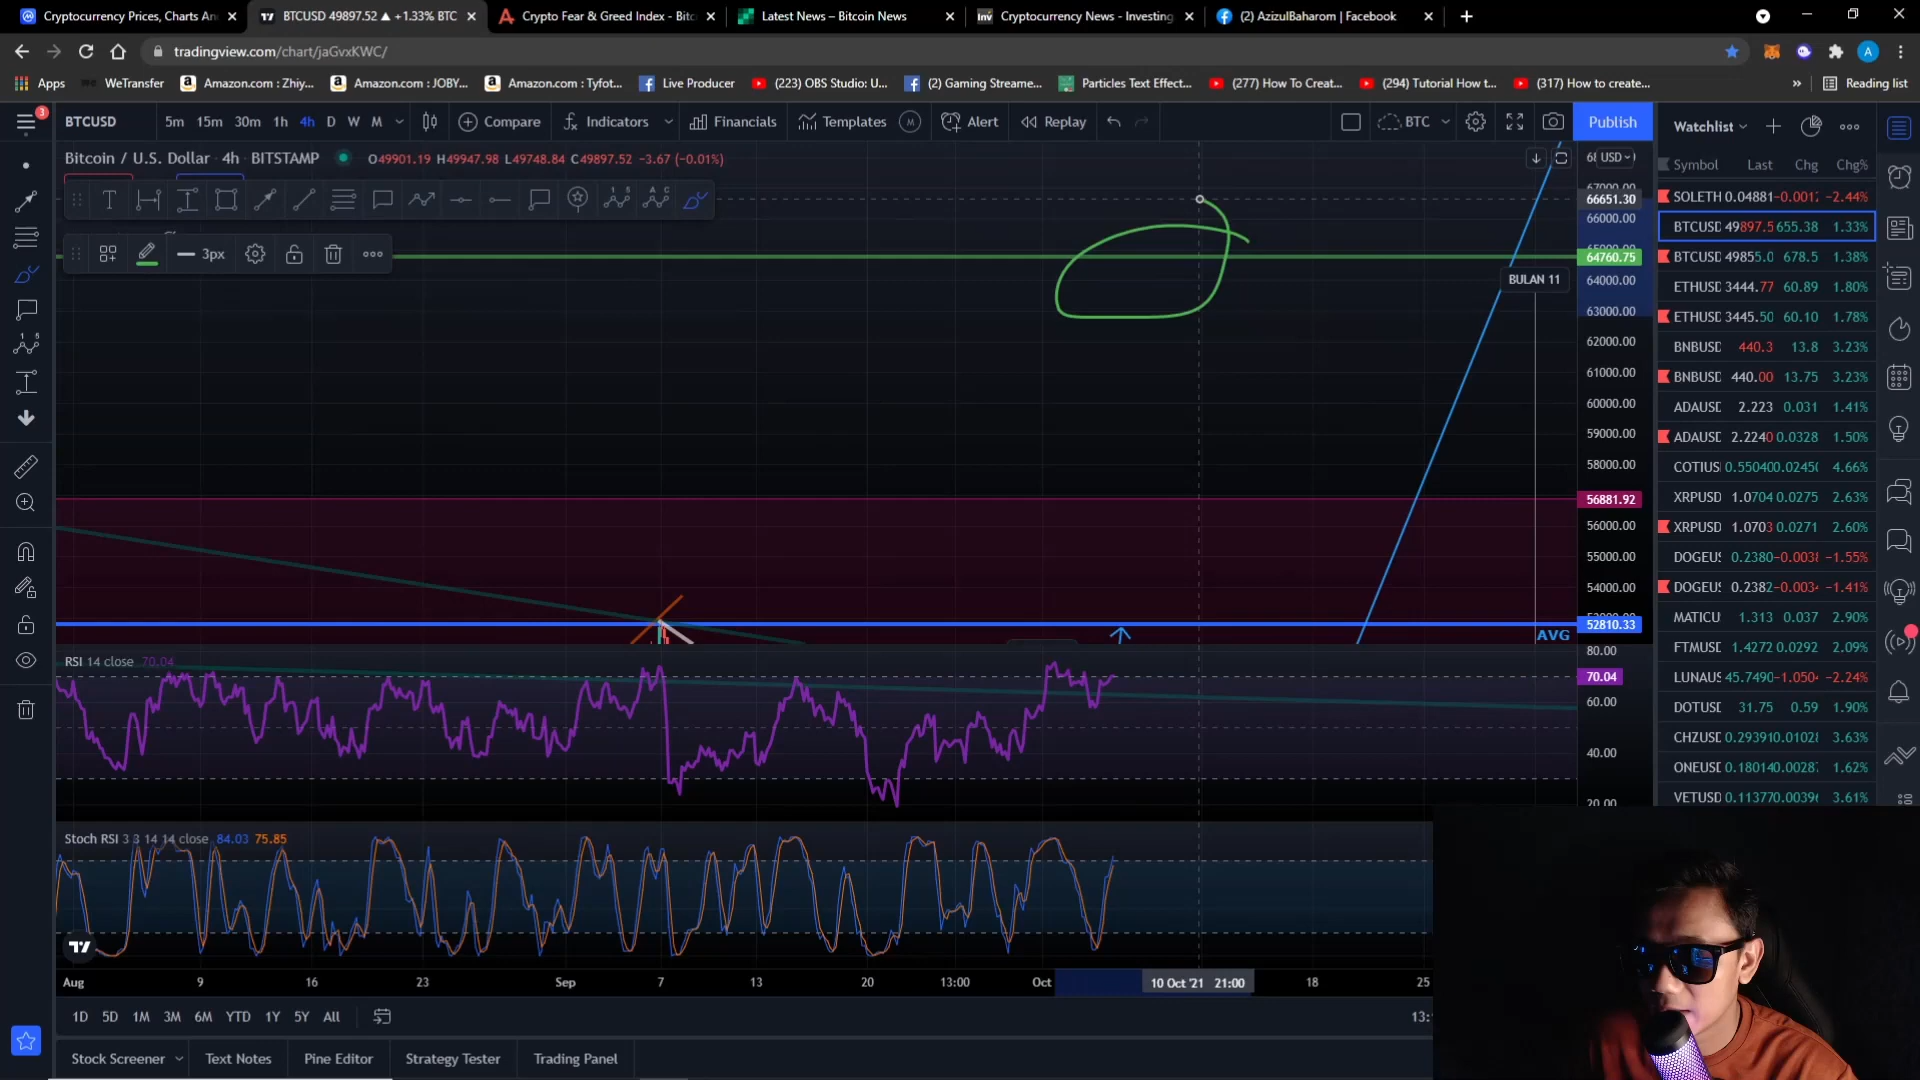 Cryptocurrency Prices, Charts An
BTCUSD 49897.52 ▲ +1.33% BTC
Crypto Fear & Greed Index - Bitc
Latest News – Bitcoin News
Cryptocurrency News - Investing
(2) AzizulBaharom | Facebook
tradingview.com/chart/jaGvxKWC/
Apps
WeTransfer
Amazon.com : Zhiy...
Amazon.com : JOBY...
Amazon.com : Tyfot...
Live Producer
(223) OBS Studio: U...
(2) Gaming Streame...
Particles Text Effect...
(277) How To Creat...
(294) Tutorial How t...
(317) How to create...
Reading list
BTCUSD 5m 15m 30m 1h 4h D W M Compare Indicators Financials Templates Alert Replay BTC Publish
Bitcoin / U.S. Dollar 4h BITSTAMP O49901.19 H49947.98 L49748.84 C49897.52 -3.67 (-0.01%)
3px
USD
66651.30
66000.00
64760.75
64000.00
63000.00
62000.00
61000.00
60000.00
59000.00
58000.00
56881.92
56000.00
55000.00
54000.00
52810.33
BULAN 11
AVG
RSI 14 close 70.04
80.00
70.04
60.00
40.00
20.00
Stoch RSI 3 3 14 14 close 84.03 75.85
Aug 9 16 23 Sep 7 13 20 13:00 Oct 10 Oct '21 21:00 18 25
1D 5D 1M 3M 6M YTD 1Y 5Y All
Stock Screener Text Notes Pine Editor Strategy Tester Trading Panel
Watchlist
Symbol Last Chg Chg%
SOLETH 0.04881 -0.0012 -2.44%
BTCUSD 49897.5 655.38 1.33%
BTCUSD 49855.0 678.5 1.38%
ETHUSD 3444.77 60.89 1.80%
ETHUSD 3445.50 60.10 1.78%
BNBUSD 440.3 13.8 3.23%
BNBUSD 440.00 13.75 3.23%
ADAUSD 2.223 0.031 1.41%
ADAUSD 2.2240 0.0328 1.50%
COTIUS 0.55040 0.0245 4.66%
XRPUSD 1.0704 0.0275 2.63%
XRPUSD 1.0703 0.0271 2.60%
DOGEUS 0.2380 -0.003 -1.55%
DOGEUS 0.2382 -0.003 -1.41%
MATICU 1.313 0.037 2.90%
FTMUSD 1.4272 0.0292 2.09%
LUNAUS 45.7490 -1.050 -2.24%
DOTUSD 31.75 0.59 1.90%
CHZUSD 0.29391 0.0102 3.63%
ONEUSD 0.18014 0.0028 1.62%
VETUSD 0.11377 0.0039 3.61%